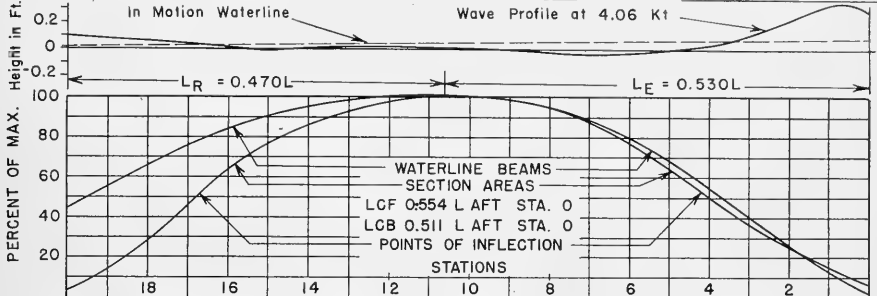 Height in Ft.
0.2
0
-0.2
In Motion Waterline
Wave Profile at 4.06 Kt
LR = 0.470L
LE = 0.530L
PERCENT OF MAX.
100
80
60
40
20
WATERLINE BEAMS
SECTION AREAS
LCF 0.554 L AFT STA. 0
LCB 0.511 L AFT STA. 0
POINTS OF INFLECTION
STATIONS
18 16 14 12 10 8 6 4 2